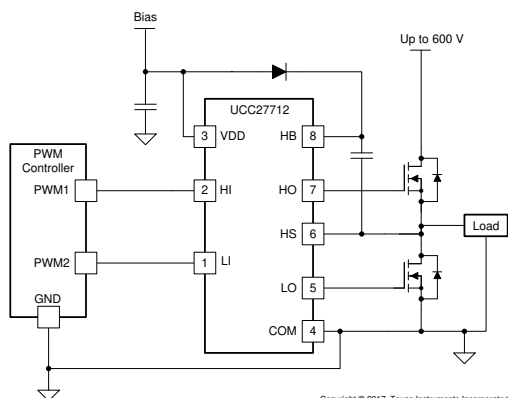 Bias
Up to 600 V
UCC27712
3 VDD
HB 8
PWM
Controller
PWM1
2 HI
HO 7
HS 6
Load
PWM2
1 LI
LO 5
GND
COM 4
Copyright © 2017, Texas Instruments Incorporated